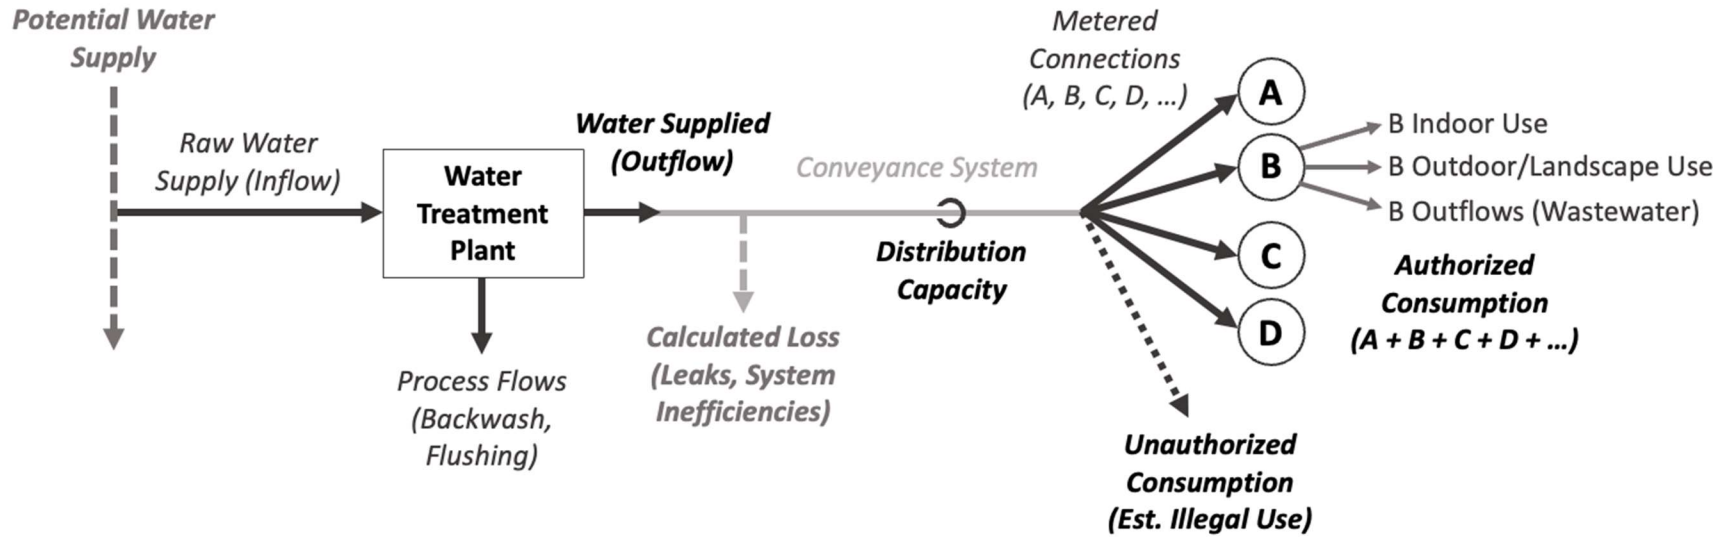 Potential Water
Supply
Raw Water
Supply (Inflow)
Water
Treatment
Plant
Process Flows
(Backwash,
Flushing)
Water Supplied
(Outflow)
Calculated Loss
(Leaks, System
Inefficiencies)
Conveyance System
Distribution
Capacity
Metered
Connections
(A, B, C, D, ...)
A
B
C
D
B Indoor Use
B Outdoor/Landscape Use
B Outflows (Wastewater)
Authorized
Consumption
(A + B + C + D + ...)
Unauthorized
Consumption
(Est. Illegal Use)